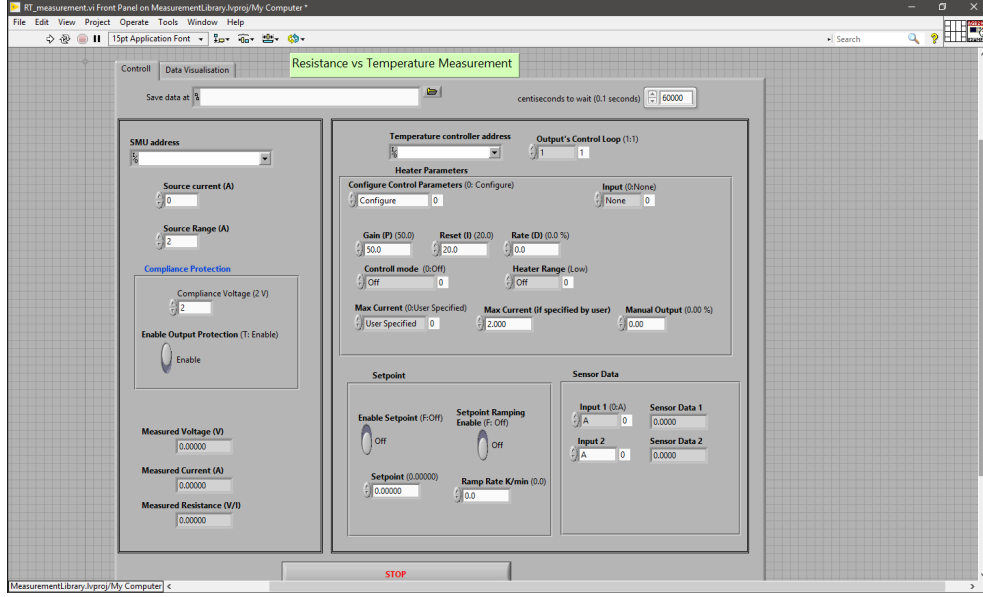 RT_measurement.vi Front Panel on MeasurementLibrary.lvproj/My Computer *
File Edit View Project Operate Tools Window Help
15pt Application Font
Search
Resistance vs Temperature Measurement
Controll Data Visualisation
Save data at
centiseconds to wait (0.1 seconds) 60000
SMU address
Source current (A)
0
Source Range (A)
2
Compliance Protection
Compliance Voltage (2 V)
2
Enable Output Protection (T: Enable)
Enable
Measured Voltage (V)
0.00000
Measured Current (A)
0.00000
Measured Resistance (V/I)
0.00000
Temperature controller address
Output's Control Loop (1:1)
1 1
Heater Parameters
Configure Control Parameters (0: Configure)
Configure 0
Input (0:None)
None 0
Gain (P) (50.0) Reset (I) (20.0) Rate (D) (0.0 %)
50.0 20.0 0.0
Controll mode (0:Off) Heater Range (Low)
Off 0 Off 0
Max Current (0:User Specified) Max Current (if specified by user) Manual Output (0.00 %)
User Specified 0 2.000 0.00
Setpoint
Enable Setpoint (F:Off)
Off
Setpoint Ramping
Enable (F: Off)
Off
Setpoint (0.00000)
0.00000
Ramp Rate K/min (0.0)
0.0
Sensor Data
Input 1 (0:A) Sensor Data 1
A 0 0.0000
Input 2 Sensor Data 2
A 0 0.0000
STOP
MeasurementLibrary.lvproj/My Computer